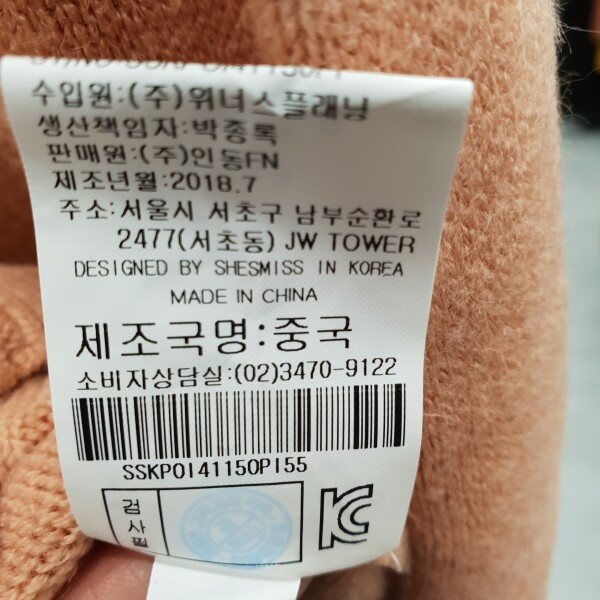 수입원:(주)위너스플래닝
생산책임자:박종록
판매원:(주)인동FN
제조년월:2018.7
주소:서울시 서초구 남부순환로
2477(서초동) JW TOWER
DESIGNED BY SHESMISS IN KOREA
MADE IN CHINA
제조국명:중국
소비자상담실:(02)3470-9122
SSKPOI41150PI55
검사필